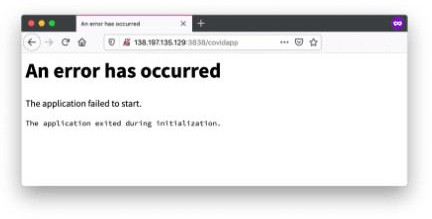 An error has occurred
138.197.135.129:3838/covidapp
An error has occurred
The application failed to start.
The application exited during initialization.